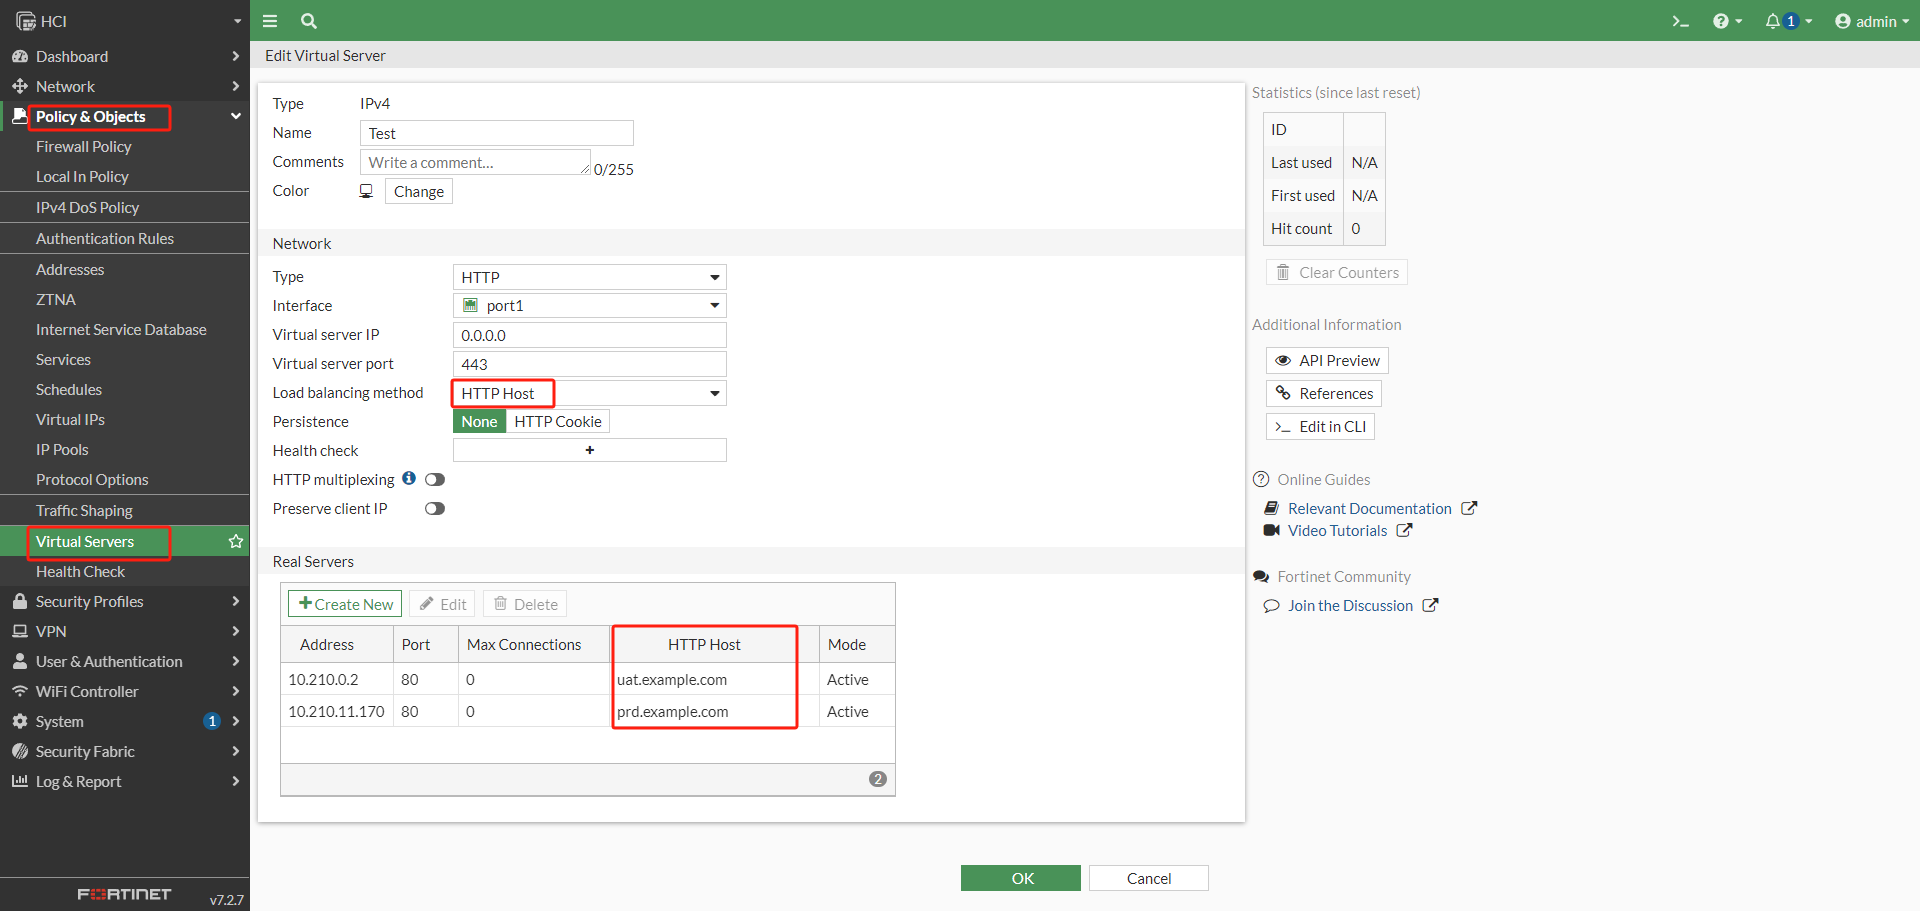 HCI
1
admin
Dashboard
Network
Policy & Objects
Firewall Policy
Local In Policy
IPv4 DoS Policy
Authentication Rules
Addresses
ZTNA
Internet Service Database
Services
Schedules
Virtual IPs
IP Pools
Protocol Options
Traffic Shaping
Virtual Servers
Health Check
Security Profiles
VPN
User & Authentication
WiFi Controller
System 1
Security Fabric
Log & Report
FORTINET v7.2.7
Edit Virtual Server
Type IPv4
Name Test
Comments Write a comment... 0/255
Color Change
Network
Type HTTP
Interface port1
Virtual server IP 0.0.0.0
Virtual server port 443
Load balancing method HTTP Host
Persistence None HTTP Cookie
Health check +
HTTP multiplexing
Preserve client IP
Real Servers
+ Create New Edit Delete
Address Port Max Connections HTTP Host Mode
10.210.0.2 80 0 uat.example.com Active
10.210.11.170 80 0 prd.example.com Active
2
OK Cancel
Statistics (since last reset)
ID
Last used N/A
First used N/A
Hit count 0
Clear Counters
Additional Information
API Preview
References
>_ Edit in CLI
Online Guides
Relevant Documentation
Video Tutorials
Fortinet Community
Join the Discussion